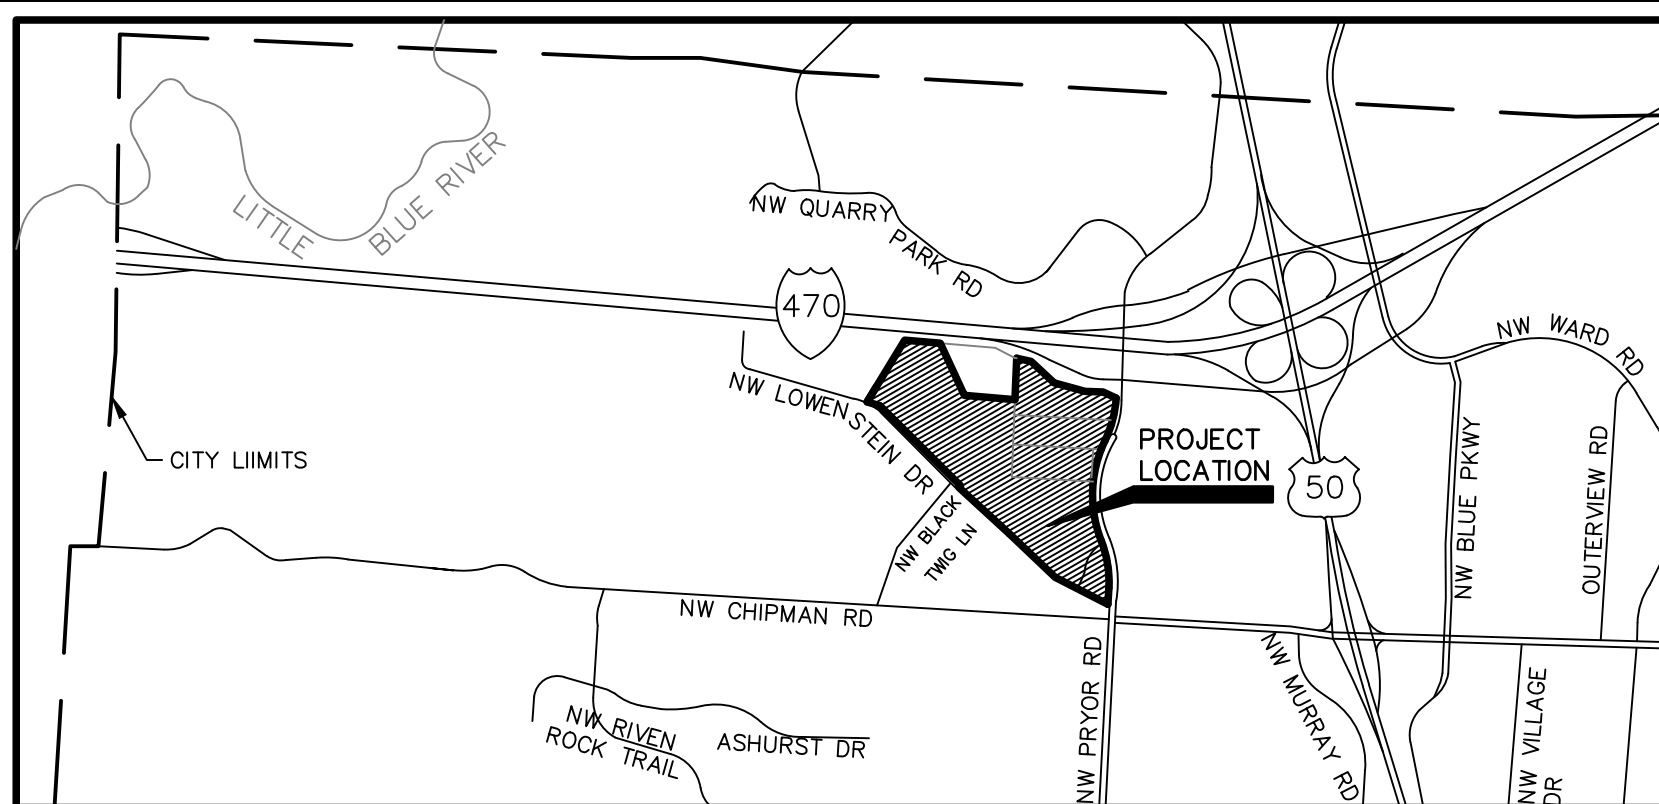 LITTLE
BLUE RIVER
NW QUARRY
PARK RD
470
NW WARD RD
NW LOWENSTEIN DR
PROJECT
LOCATION
50
NW BLUE PKWY
OUTERVIEW RD
CITY LIIMITS
NW BLACK
TWIG LN
NW CHIPMAN RD
NW PRYOR RD
NW MURRAY RD
NW VILLAGE
DR
NW RIVEN
ROCK TRAIL
ASHURST DR